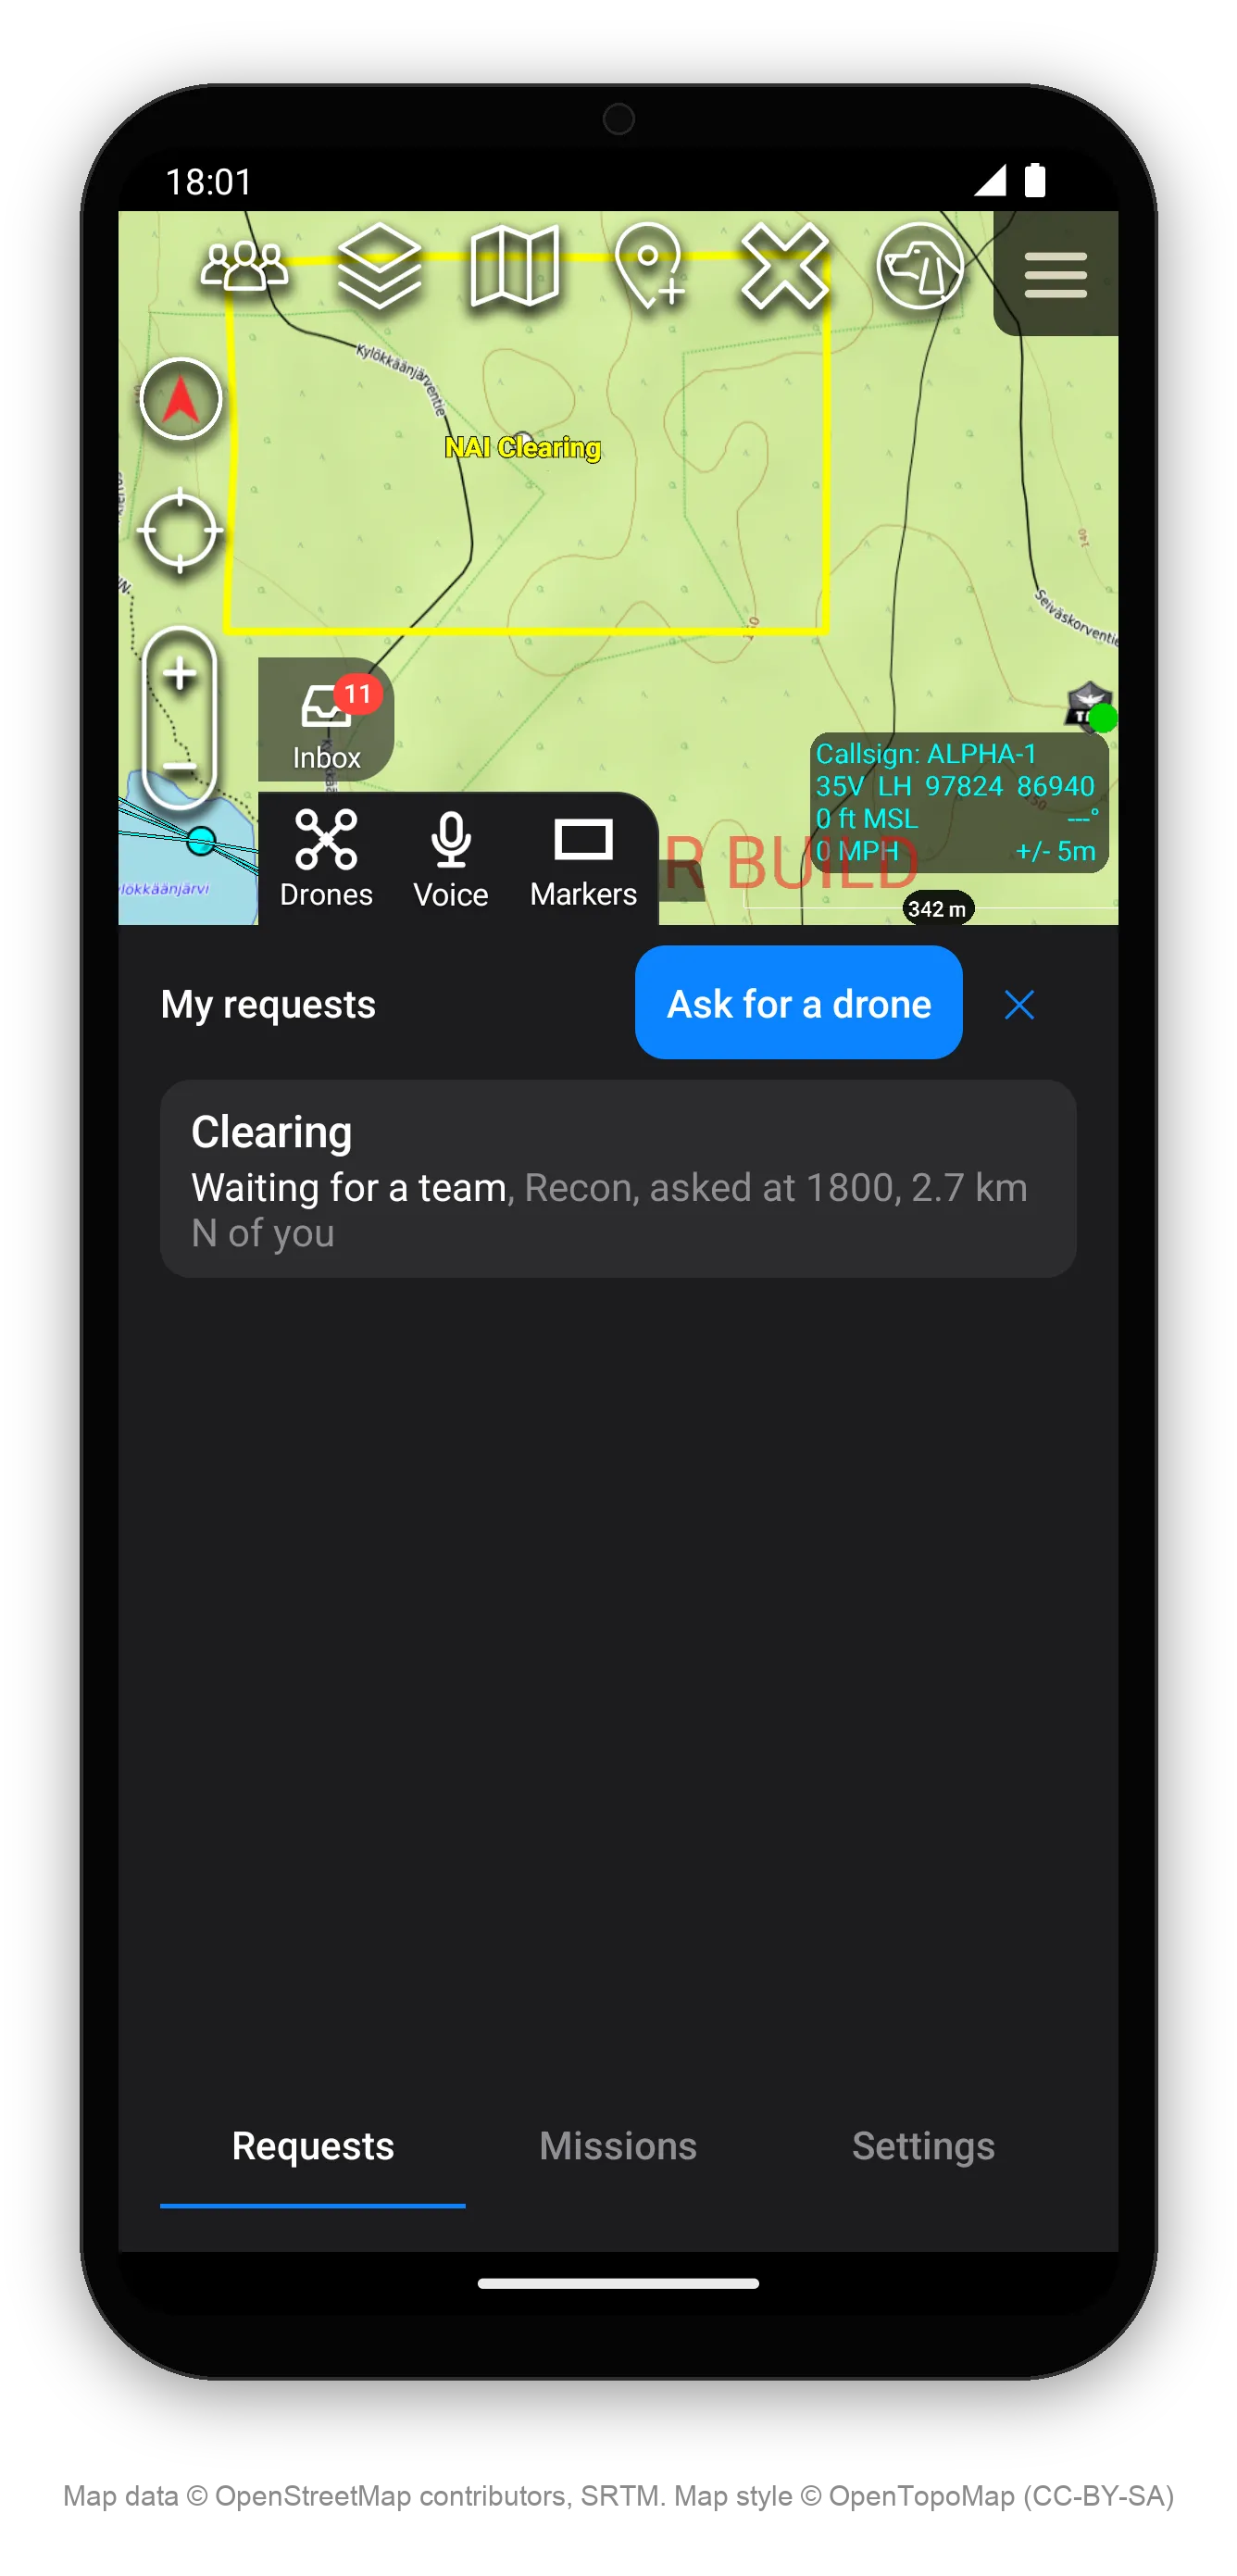 18:01
Kylökkäänjärventie
NAI Clearing
140
Seiväskorventie
11
Inbox
Callsign: ALPHA-1
35V LH 97824 86940
0 ft MSL
---°
0 MPH
+/- 5m
R BUILD
Drones
Voice
Markers
342 m
My requests
Ask for a drone
Clearing
Waiting for a team, Recon, asked at 1800, 2.7 km
N of you
Requests
Missions
Settings
Map data © OpenStreetMap contributors, SRTM. Map style © OpenTopoMap (CC-BY-SA)